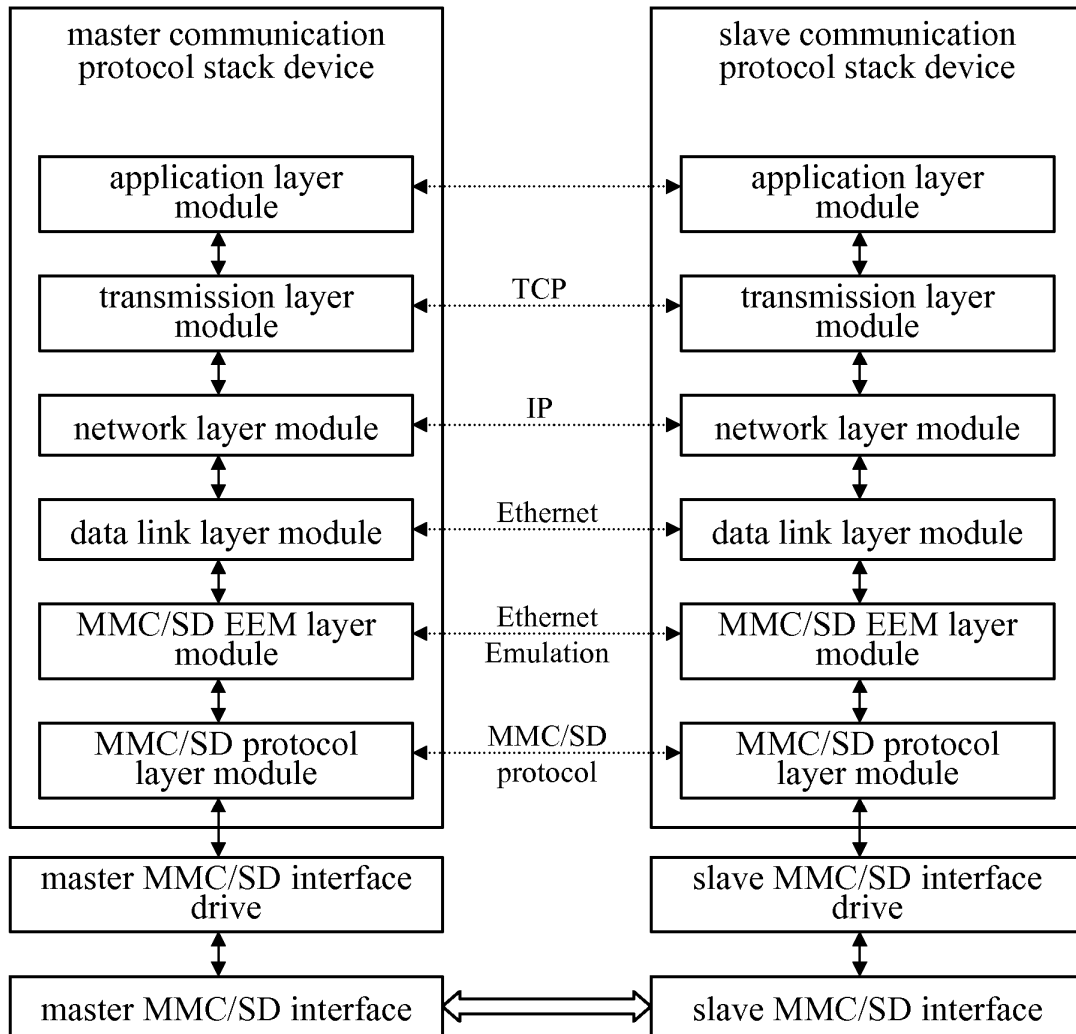 master communication
protocol stack device
slave communication
protocol stack device
application layer
module
application layer
module
transmission layer
module
TCP
transmission layer
module
network layer module
IP
network layer module
data link layer module
Ethernet
data link layer module
MMC/SD EEM layer
module
Ethernet
Emulation
MMC/SD EEM layer
module
MMC/SD protocol
layer module
MMC/SD
protocol
MMC/SD protocol
layer module
master MMC/SD interface
drive
slave MMC/SD interface
drive
master MMC/SD interface
slave MMC/SD interface